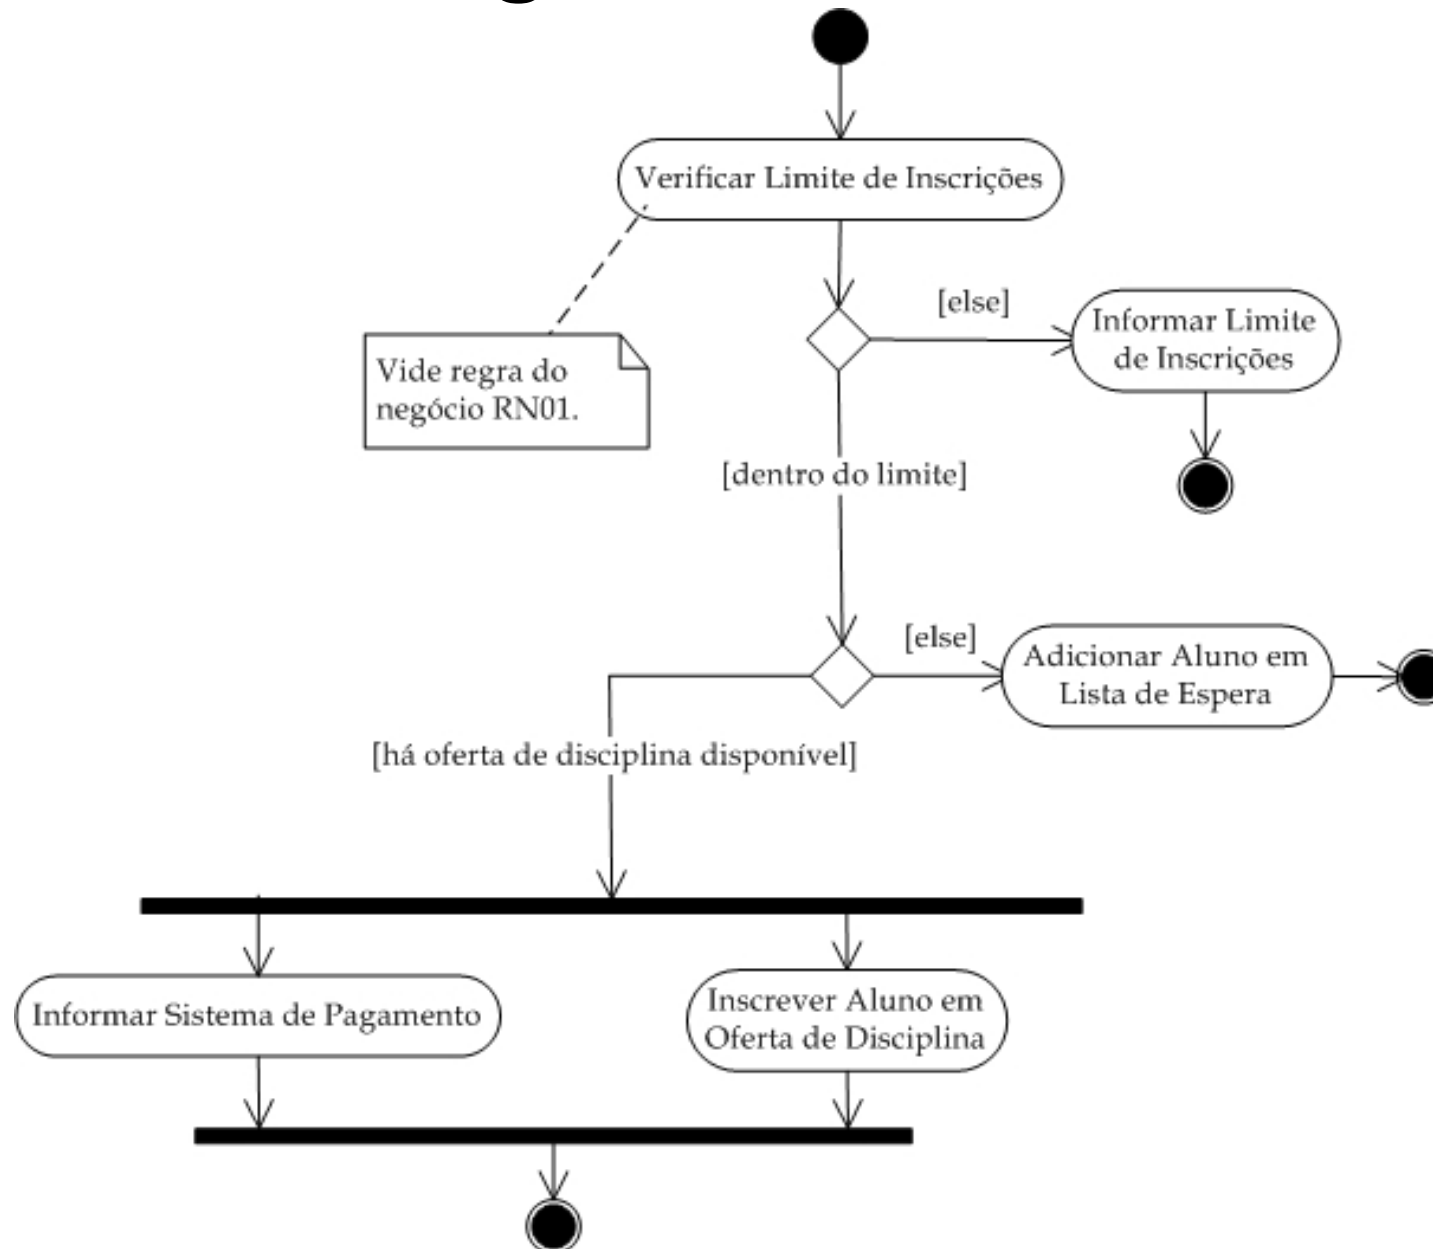 Verificar Limite de Inscrições
[else]
Informar Limite
de Inscrições
Vide regra do
negócio RN01.
[dentro do limite]
[else]
Adicionar Aluno em
Lista de Espera
[há oferta de disciplina disponível]
Informar Sistema de Pagamento
Inscrever Aluno em
Oferta de Disciplina